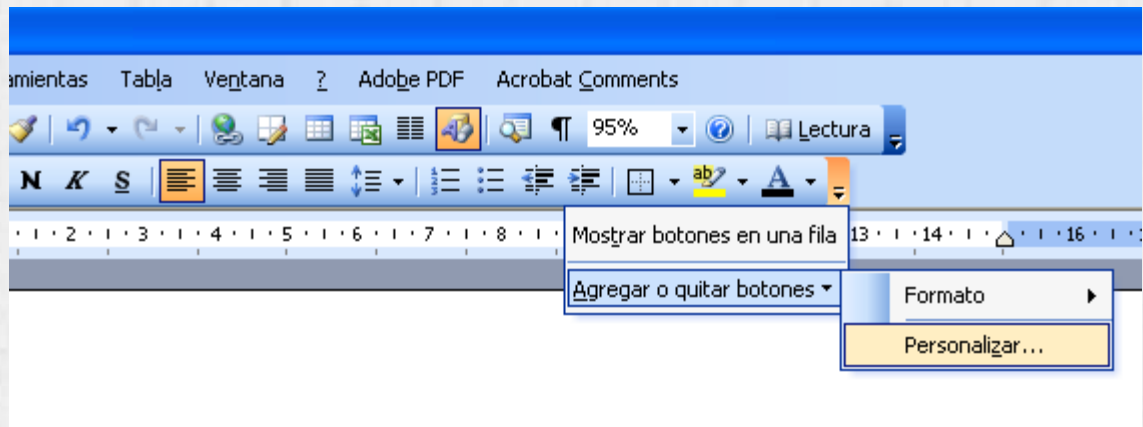 amientas Tabla Ventana ? Adobe PDF Acrobat Comments
95% Lectura
N K S
· 2 · 3 · 4 · 5 · 6 · 7 · 8 · 13 · 14 · 16 ·
Mostrar botones en una fila
Agregar o quitar botones
Formato
Personalizar...